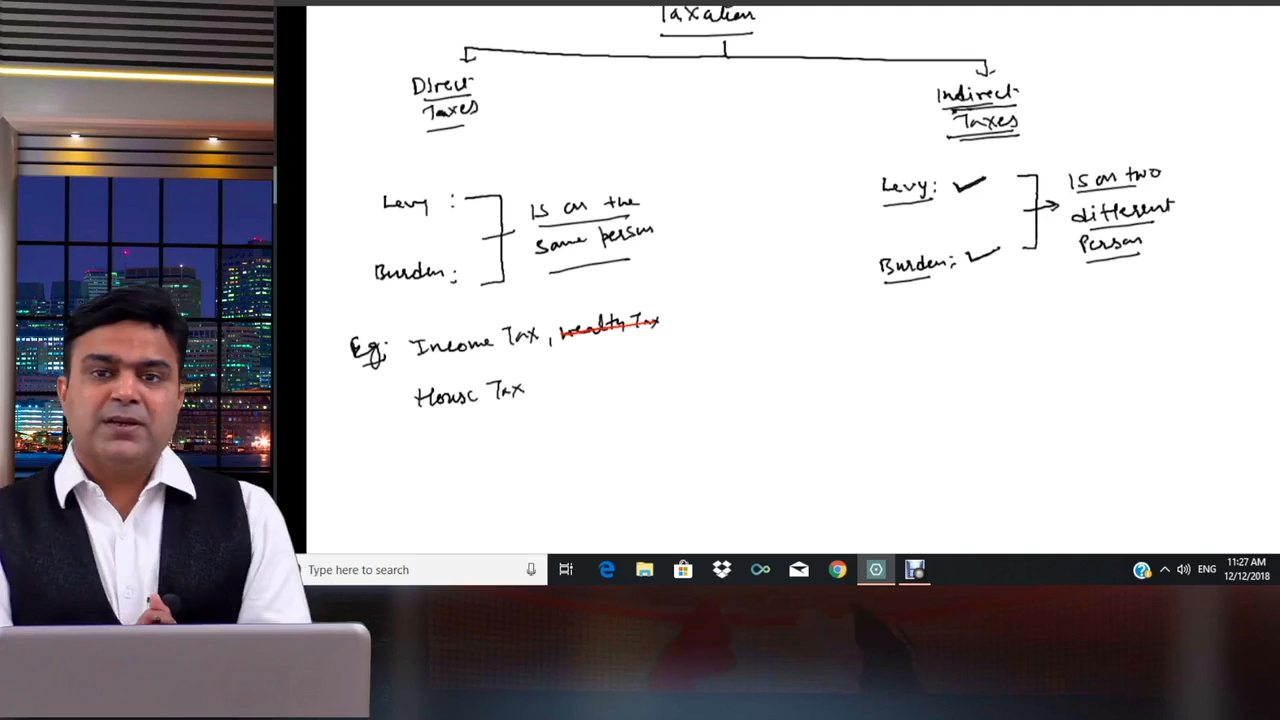 Taxation
Direct
Taxes
Indirect
Taxes
Levy :
Burden :
Is on the
same person
Levy : ✓
Burden : ✓
Is on two
different
Person
Eg: Income Tax, wealth Tax
House Tax
Type here to search
ENG
11:27 AM
12/12/2018